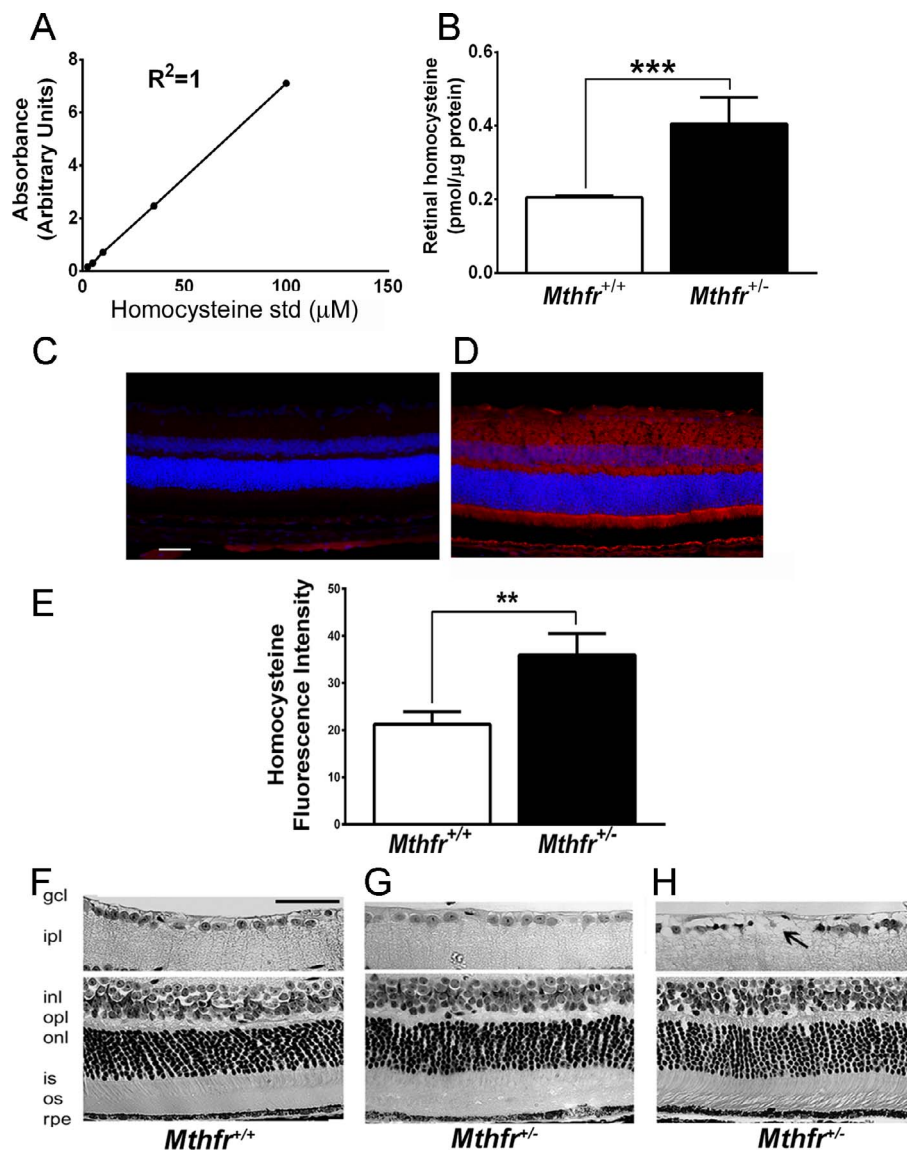 A
R²=1
Absorbance
(Arbitrary Units)
8
6
4
2
0
0
50
100
150
Homocysteine std (μM)
B
***
Retinal homocysteine
(pmol/μg protein)
0.6
0.4
0.2
0.0
Mthfr+/+
Mthfr+/-
C
D
E
**
Homocysteine
Fluorescence Intensity
50
40
30
20
10
0
Mthfr+/+
Mthfr+/-
F
G
H
gcl
ipl
inl
opl
onl
is
os
rpe
Mthfr+/+
Mthfr+/-
Mthfr+/-